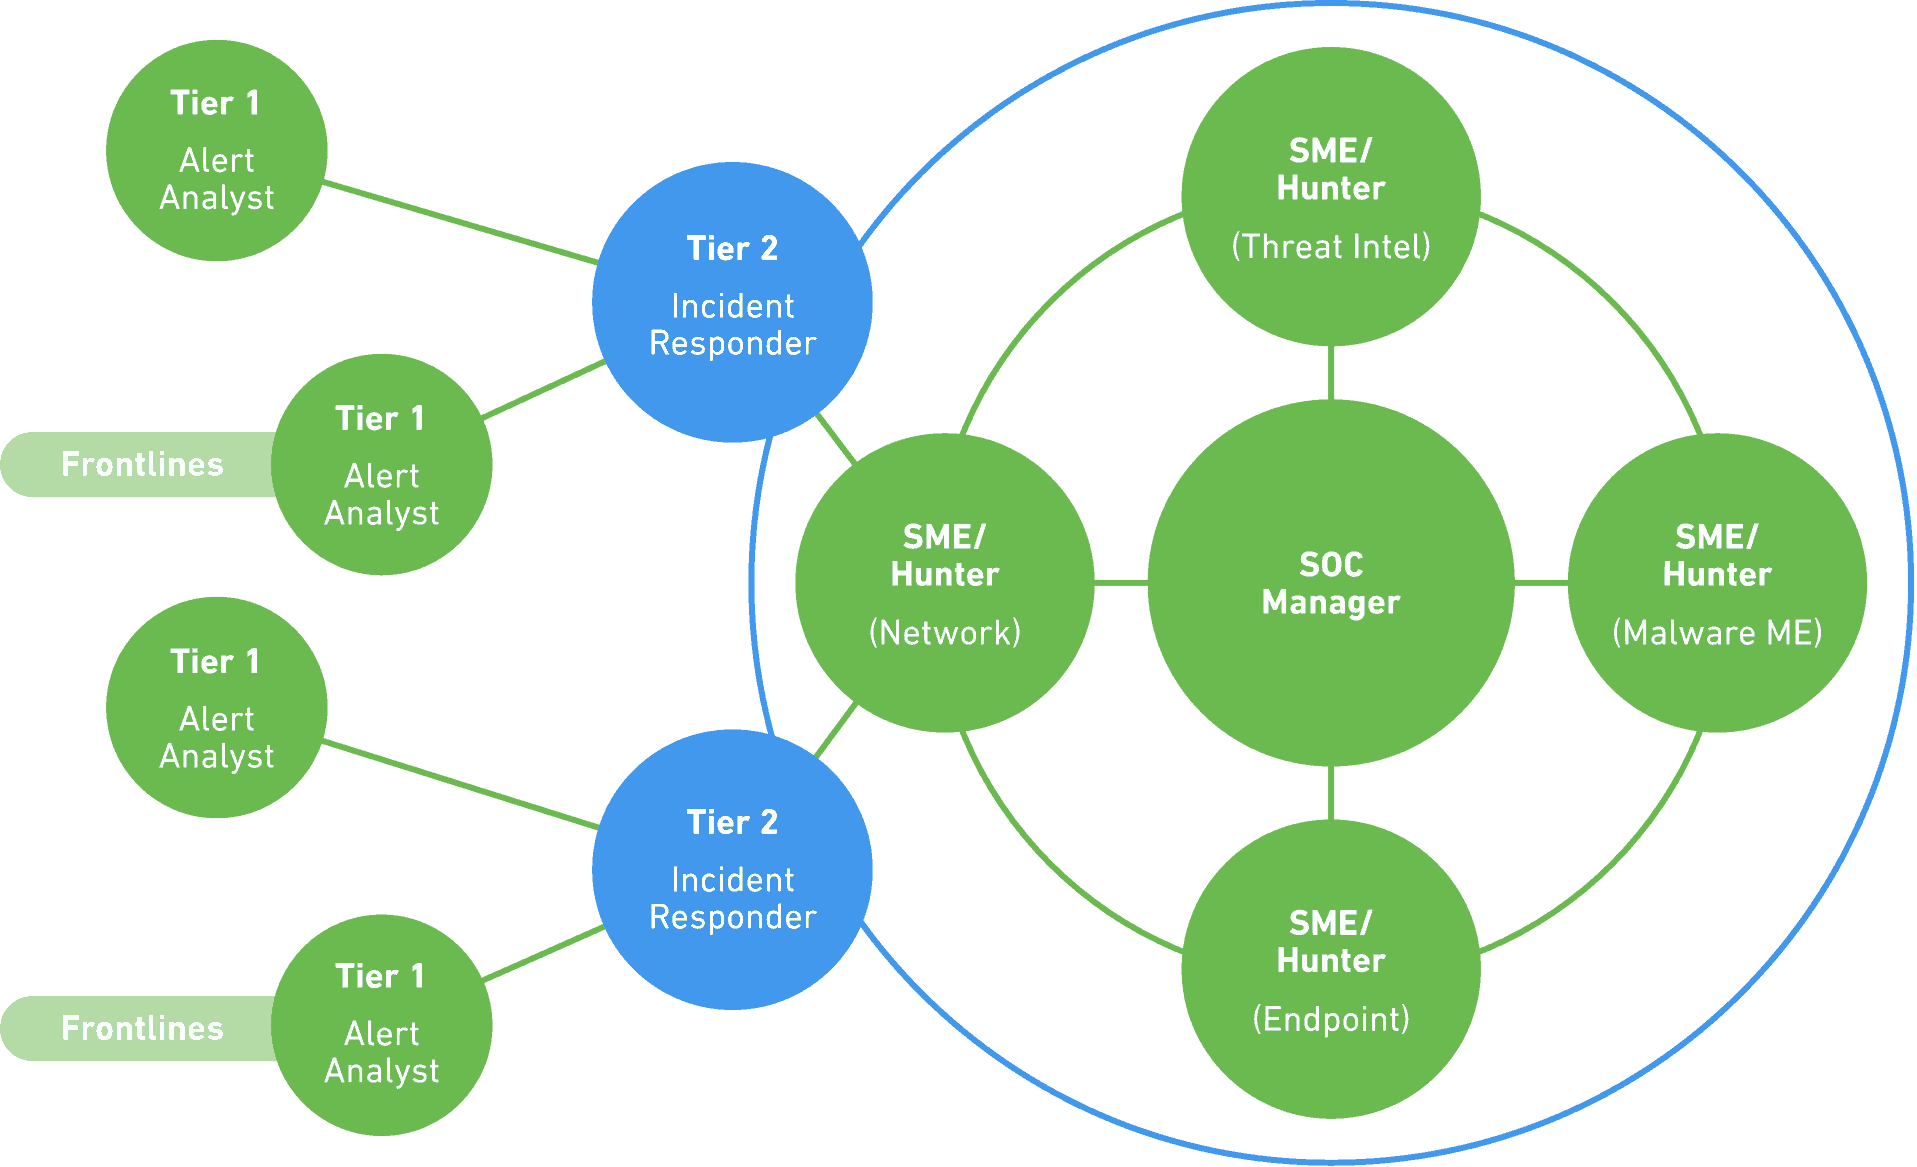 Tier 1
Alert
Analyst
Frontlines
Tier 1
Alert
Analyst
Tier 1
Alert
Analyst
Frontlines
Tier 1
Alert
Analyst
Tier 2
Incident
Responder
Tier 2
Incident
Responder
SME/
Hunter
(Threat Intel)
SME/
Hunter
(Network)
SOC
Manager
SME/
Hunter
(Malware ME)
SME/
Hunter
(Endpoint)